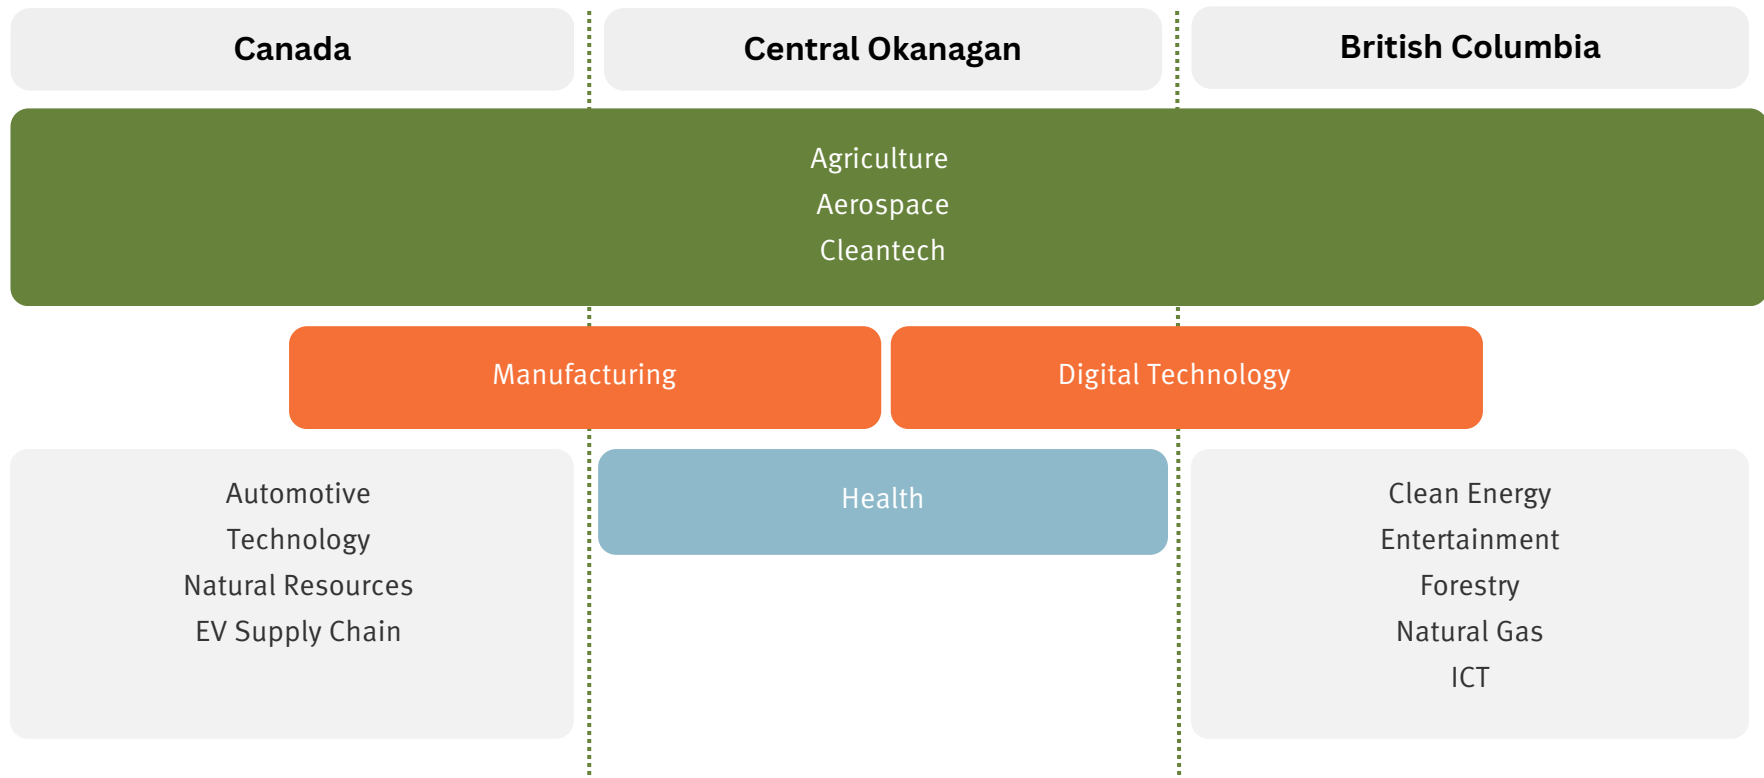 Canada
Central Okanagan
British Columbia
Agriculture
Aerospace
Cleantech
Manufacturing
Digital Technology
Automotive
Technology
Natural Resources
EV Supply Chain
Health
Clean Energy
Entertainment
Forestry
Natural Gas
ICT